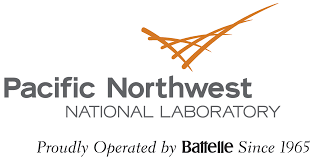 Pacific Northwest
NATIONAL LABORATORY
Proudly Operated by Battelle Since 1965